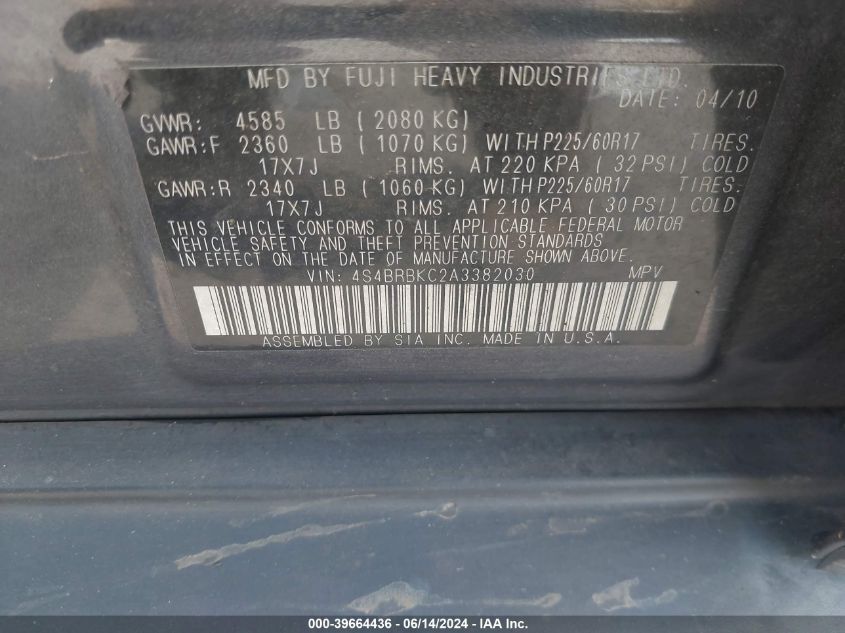 MFD BY FUJI HEAVY INDUSTRIES LTD.
DATE: 04/10
GVWR: 4585 LB ( 2080 KG)
GAWR:F 2360 LB ( 1070 KG) WITH P225/60R17 TIRES.
17X7J RIMS. AT 220 KPA ( 32 PSI) COLD
GAWR:R 2340 LB ( 1060 KG) WITH P225/60R17 TIRES.
17X7J RIMS. AT 210 KPA ( 30 PSI) COLD
THIS VEHICLE CONFORMS TO ALL APPLICABLE FEDERAL MOTOR
VEHICLE SAFETY AND THEFT PREVENTION STANDARDS
IN EFFECT ON THE DATE OF MANUFACTURE SHOWN ABOVE.
VIN: 4S4BRBKC2A3382030 MPV
ASSEMBLED BY SIA INC. MADE IN U.S.A.
000-39664436 - 06/14/2024 - IAA Inc.